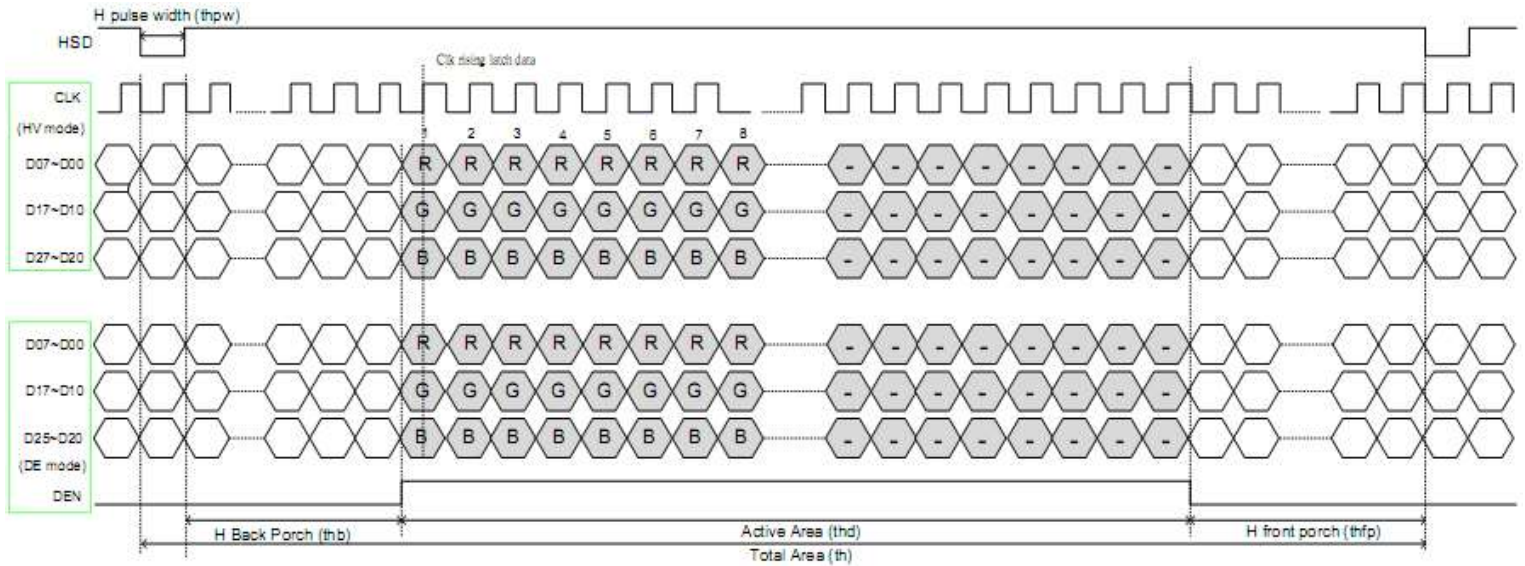 H pulse width (thpw)
HSD
Clk rising latch data
CLK
(HV mode)
1 2 3 4 5 6 7 8
D07~D00 R R R R R R R R - - - - - - - -
D17~D10 G G G G G G G G - - - - - - - -
D27~D20 B B B B B B B B - - - - - - - -
D07~D00 R R R R R R R R - - - - - - - -
D17~D10 G G G G G G G G - - - - - - - -
D25~D20 B B B B B B B B - - - - - - - -
(DE mode)
DEN
H Back Porch (thb) Active Area (thd) H front porch (thfp)
Total Area (th)